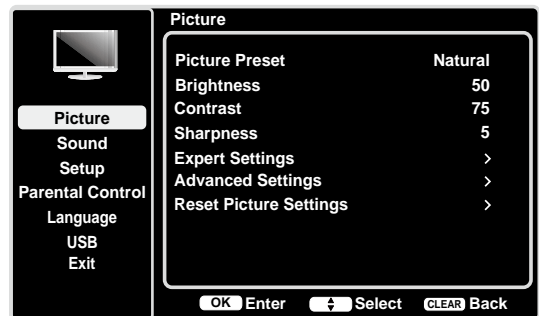 Picture
Picture Preset Natural
Brightness 50
Contrast 75
Sharpness 5
Expert Settings >
Advanced Settings >
Reset Picture Settings >
Picture
Sound
Setup
Parental Control
Language
USB
Exit
OK Enter Select CLEAR Back